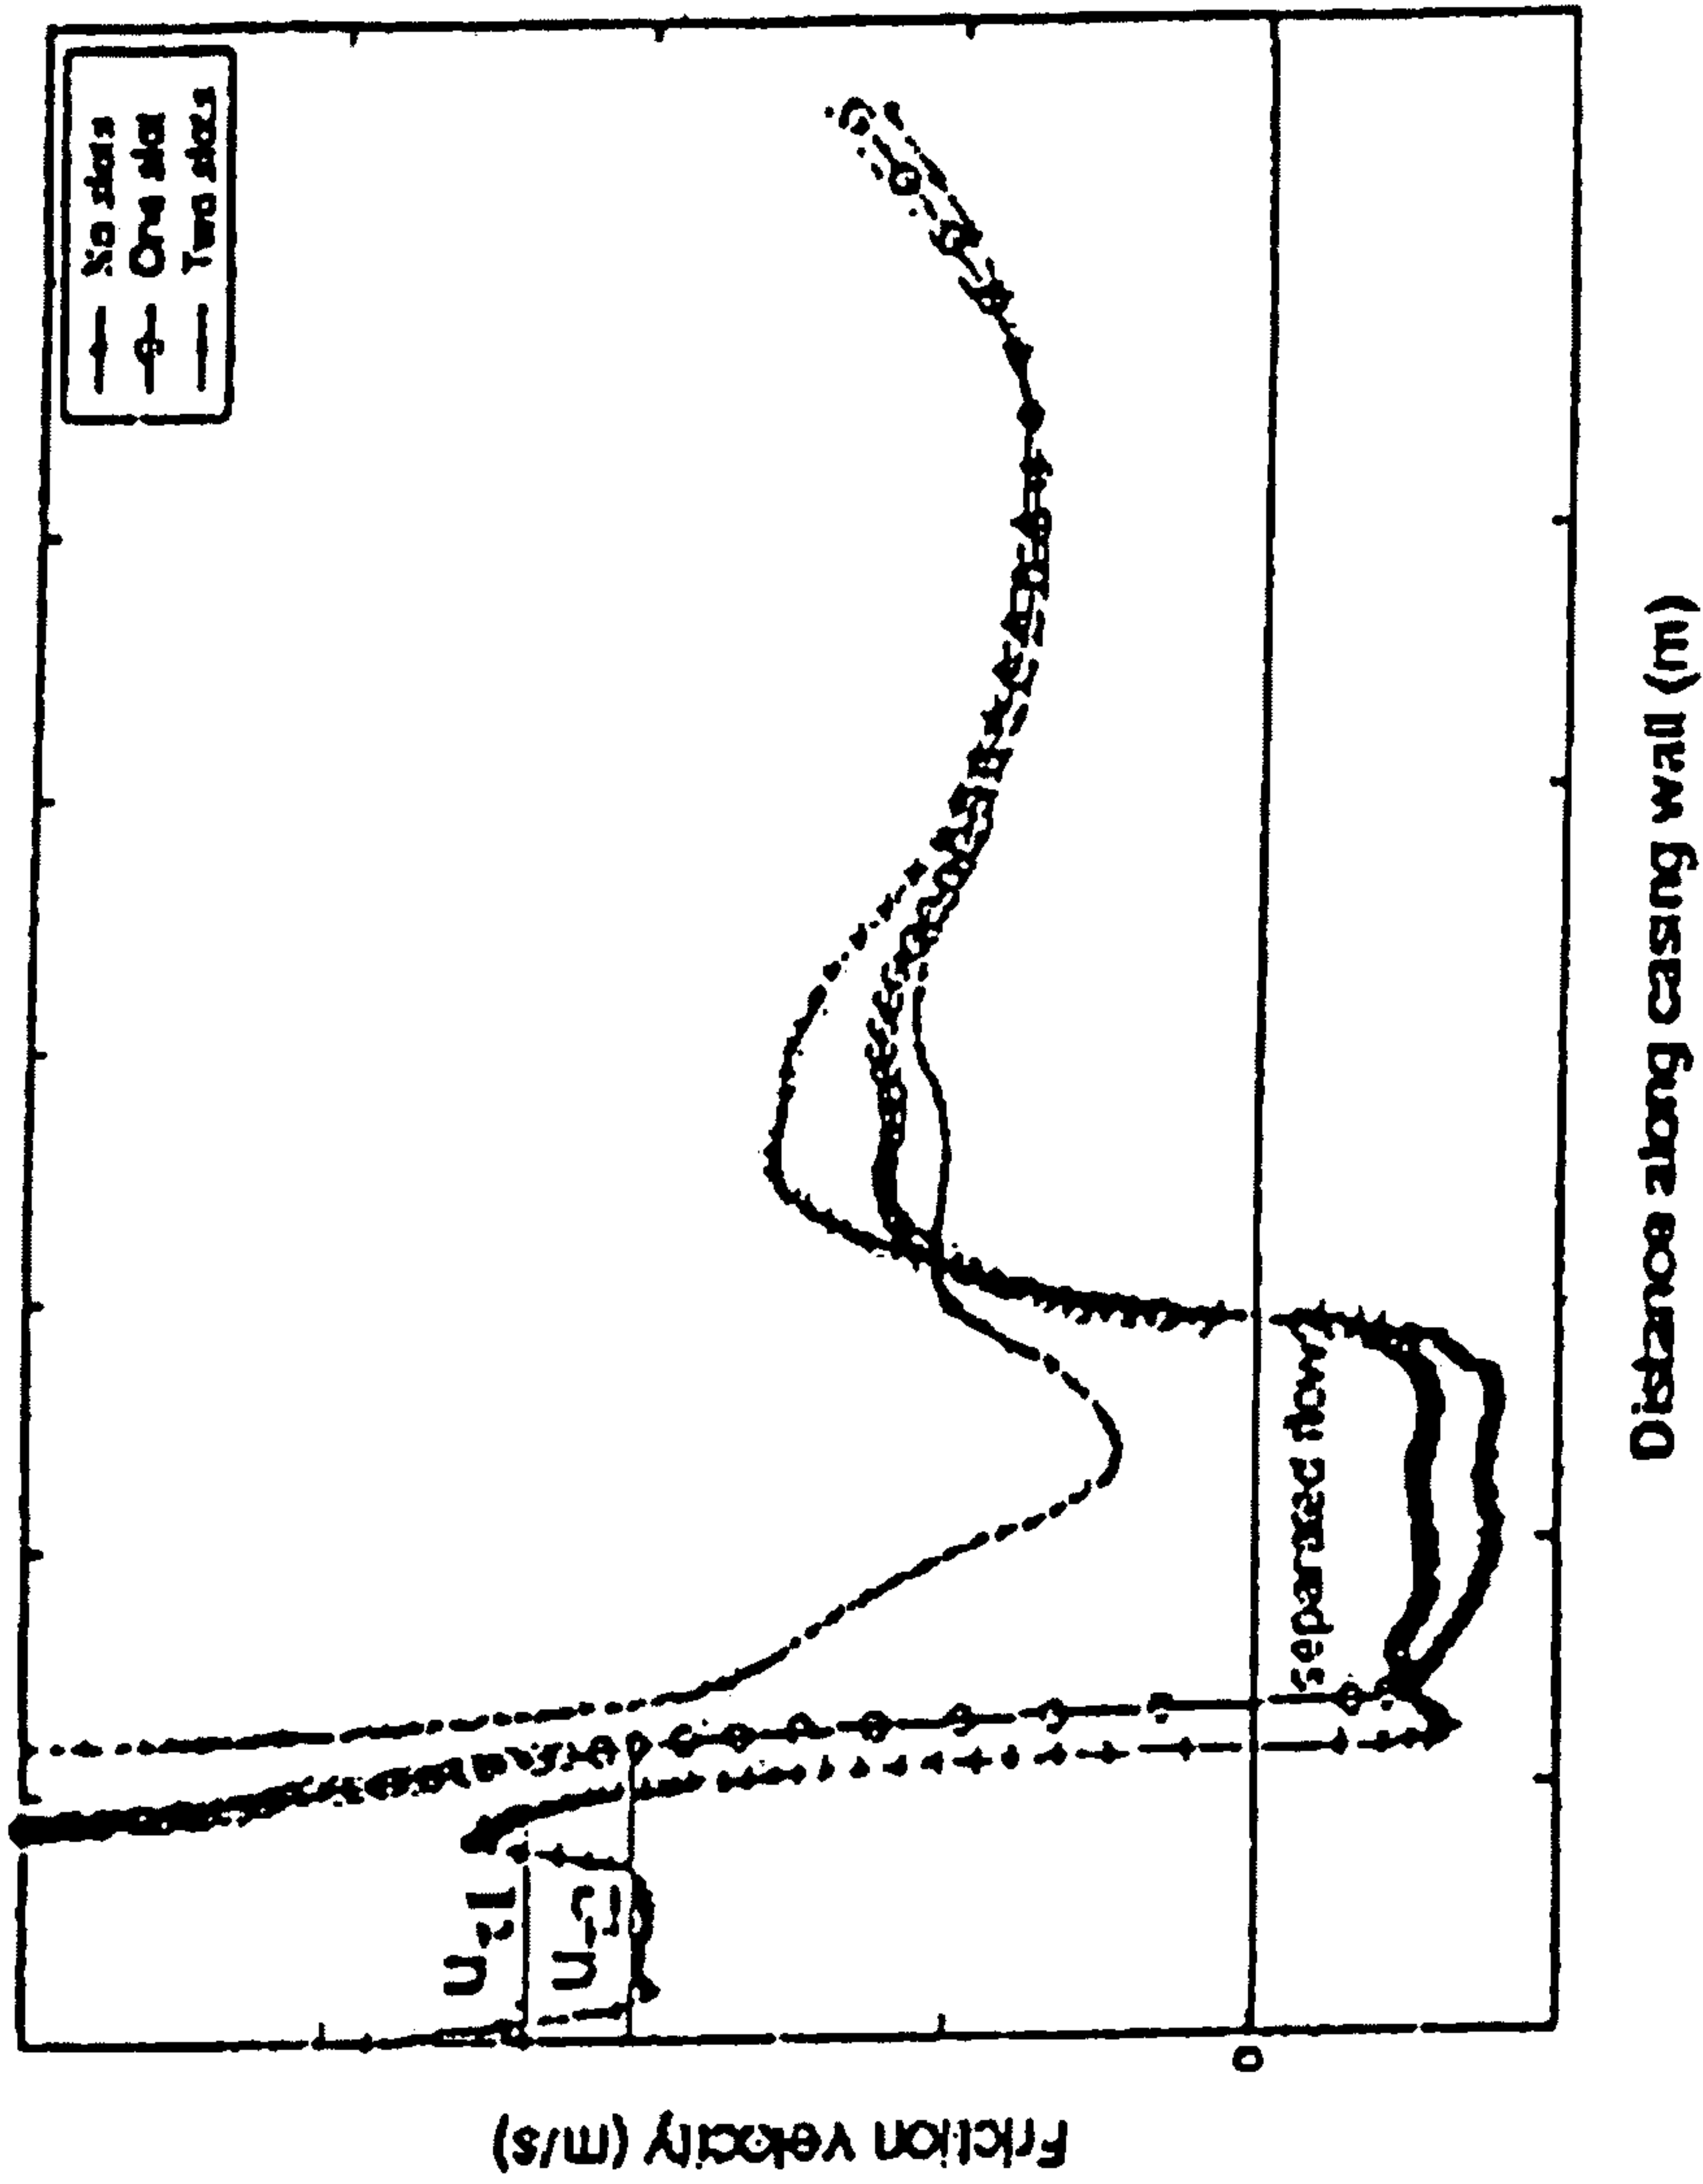 No slots
One slot
Two slots
U_τ1
U_τ2
separated flow
0
Friction velocity (m/s)
Distance along casing wall (m)